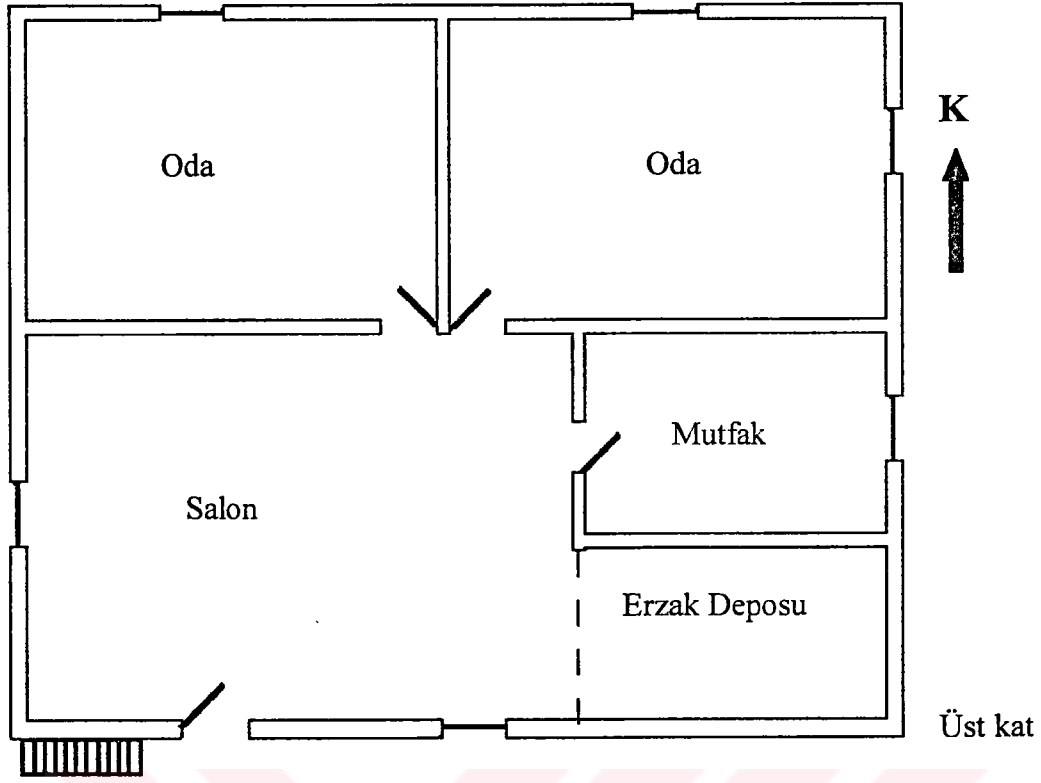 K
Oda
Oda
Mutfak
Salon
Erzak Deposu
Üst kat